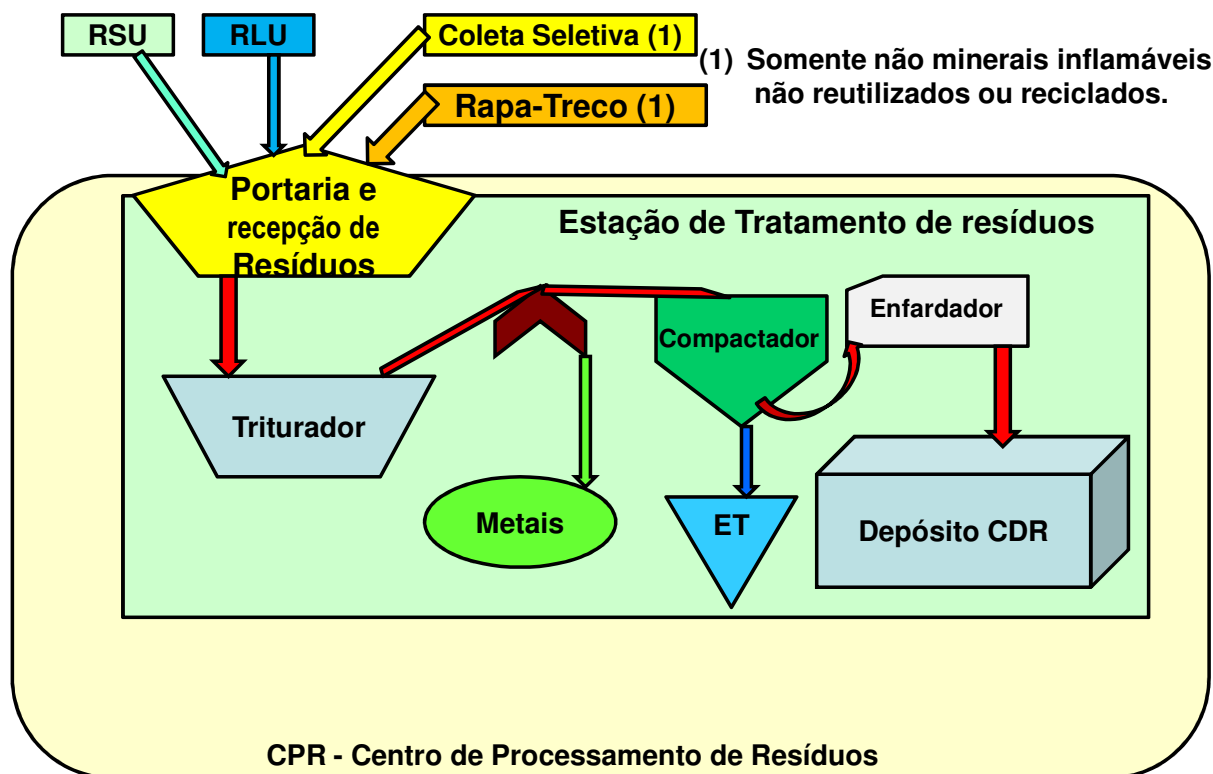 RSU
RLU
Coleta Seletiva (1)
(1) Somente não minerais inflamáveis
não reutilizados ou reciclados.
Rapa-Treco (1)
Portaria e
recepção de
Resíduos
Estação de Tratamento de resíduos
Enfardador
Compactador
Triturador
Metais
ET
Depósito CDR
CPR - Centro de Processamento de Resíduos